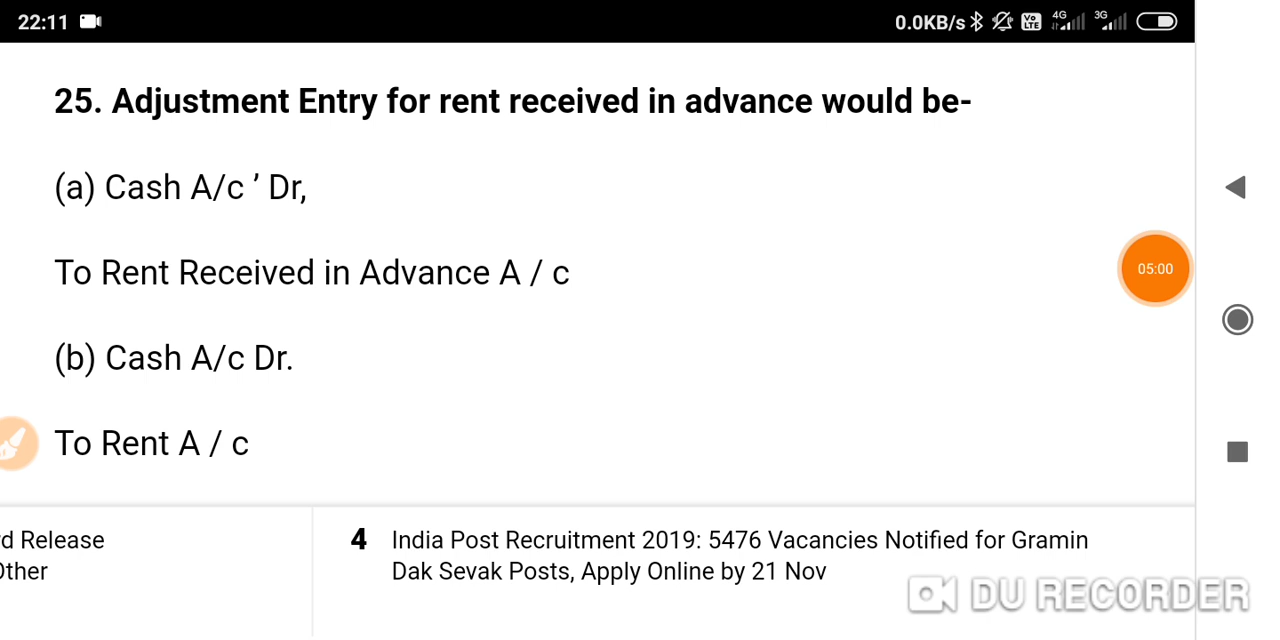 22:11
0.0KB/s Vo LTE 4G 3G
25. Adjustment Entry for rent received in advance would be-
(a) Cash A/c ’ Dr,
To Rent Received in Advance A / c
05:00
(b) Cash A/c Dr.
To Rent A / c
d Release
Other
4 India Post Recruitment 2019: 5476 Vacancies Notified for Gramin
Dak Sevak Posts, Apply Online by 21 Nov
DU RECORDER